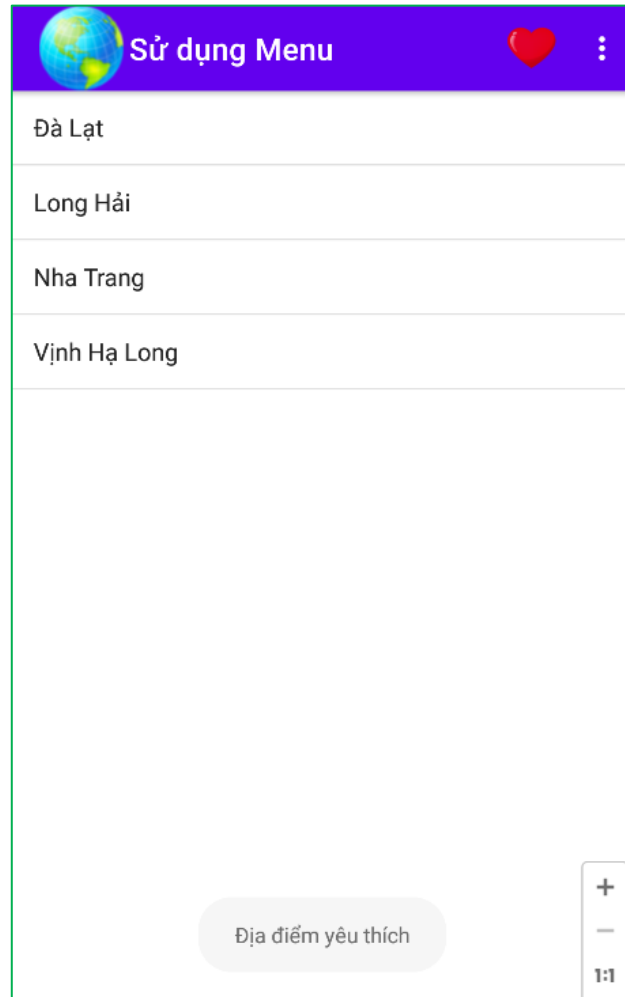 Sử dụng Menu
Đà Lạt
Long Hải
Nha Trang
Vịnh Hạ Long
Địa điểm yêu thích
1:1